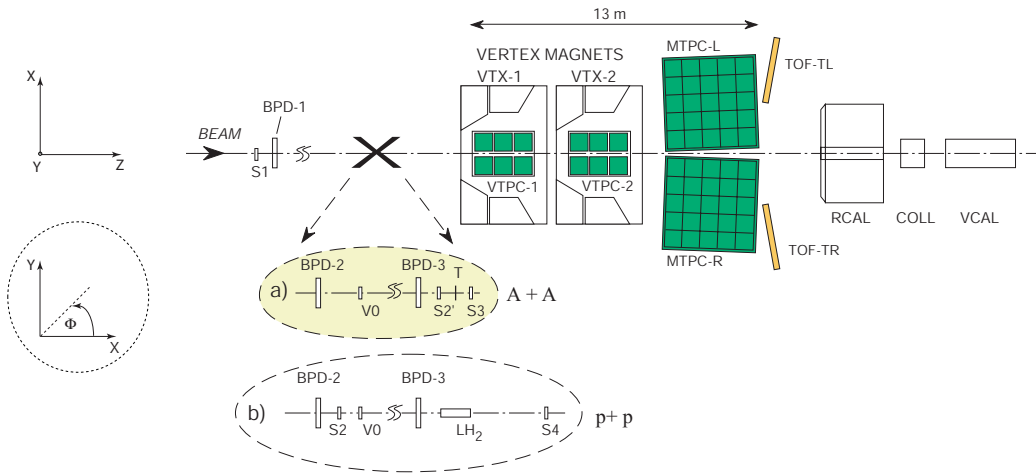 13 m
VERTEX MAGNETS
MTPC-L
VTX-1
VTX-2
TOF-TL
X
BPD-1
BEAM
Y
Z
S1
VTPC-1
VTPC-2
RCAL
COLL
VCAL
TOF-TR
MTPC-R
BPD-2
BPD-3
T
a)
A + A
V0
S2'
S3
Y
Φ
X
BPD-2
BPD-3
b)
p+ p
S2
V0
LH2
S4